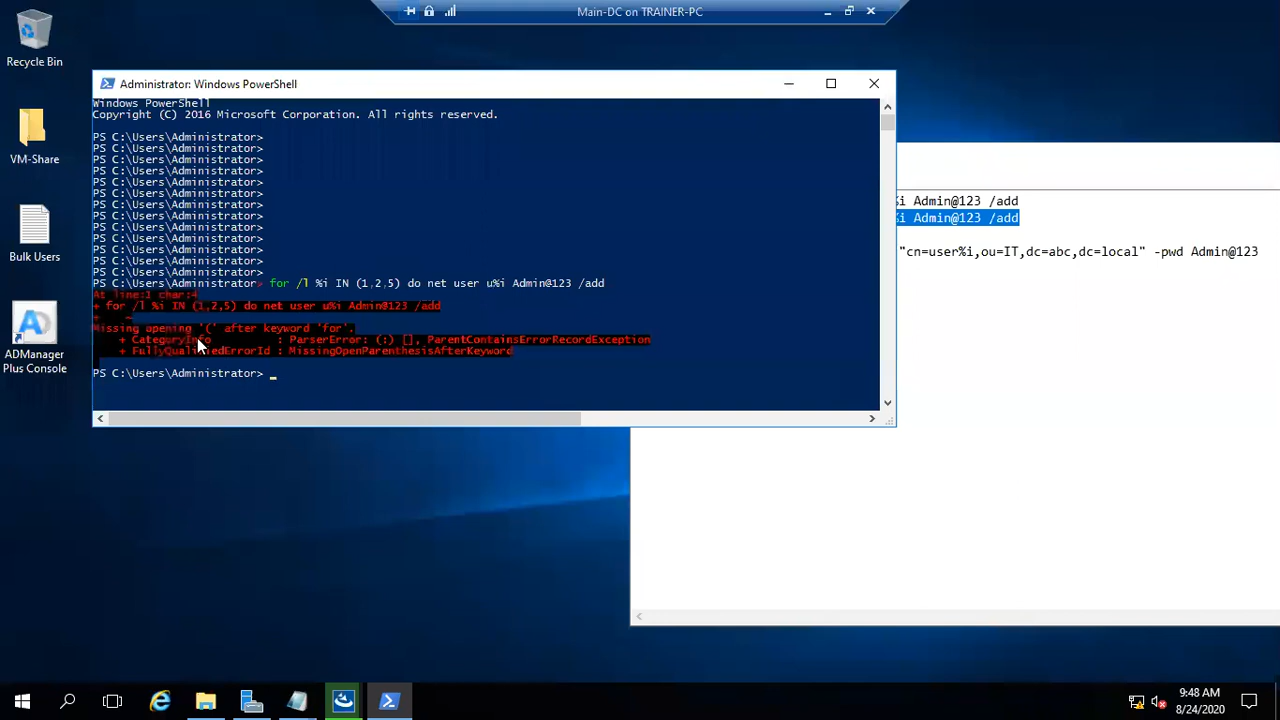 Main-DC on TRAINER-PC
Recycle Bin
VM-Share
Bulk Users
ADManager
Plus Console
Administrator: Windows PowerShell
Windows PowerShell
Copyright (C) 2016 Microsoft Corporation. All rights reserved.
PS C:\Users\Administrator>
PS C:\Users\Administrator>
PS C:\Users\Administrator>
PS C:\Users\Administrator>
PS C:\Users\Administrator>
PS C:\Users\Administrator>
PS C:\Users\Administrator>
PS C:\Users\Administrator>
PS C:\Users\Administrator>
PS C:\Users\Administrator>
PS C:\Users\Administrator>
PS C:\Users\Administrator>
PS C:\Users\Administrator>
PS C:\Users\Administrator> for /l %i IN (1,2,5) do net user u%i Admin@123 /add
At line:1 char:4
+ for /l %i IN (1,2,5) do net user u%i Admin@123 /add
+    ~
Missing opening '(' after keyword 'for'.
+ CategoryInfo : ParserError: (:) [], ParentContainsErrorRecordException
+ FullyQualifiedErrorId : MissingOpenParenthesisAfterKeyword
PS C:\Users\Administrator> _
%i Admin@123 /add
%i Admin@123 /add
"cn=user%i,ou=IT,dc=abc,dc=local" -pwd Admin@123
9:48 AM
8/24/2020